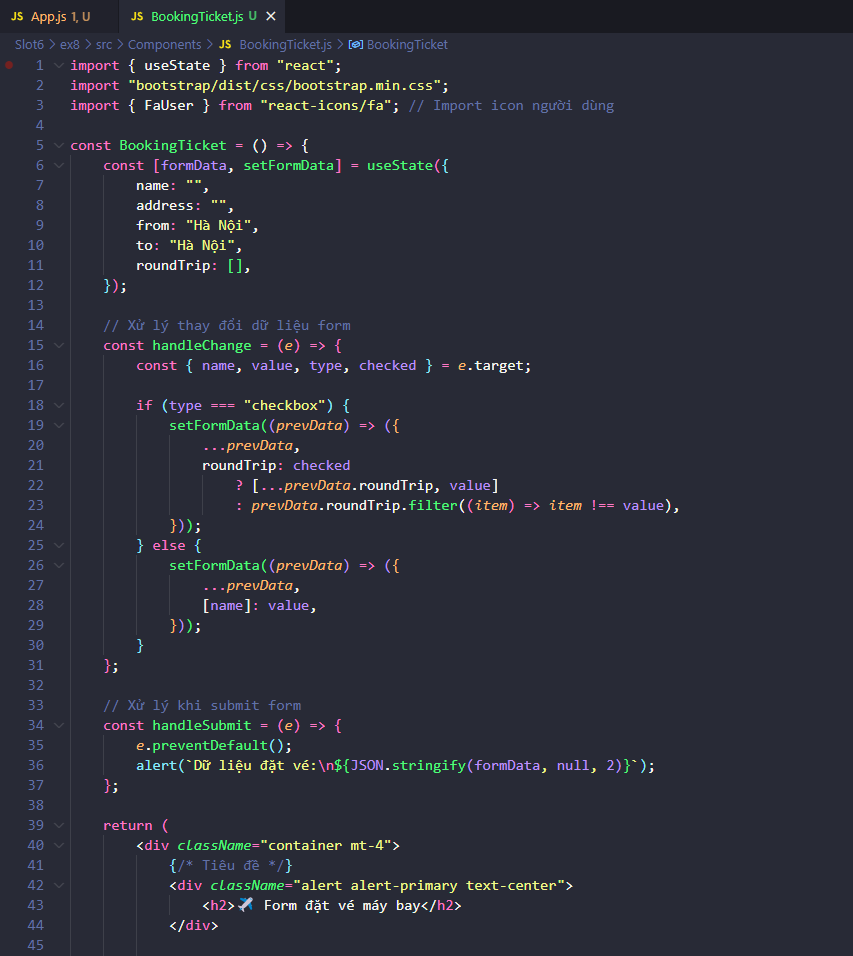 JS App.js 1, U JS BookingTicket.js U ×
Slot6 > ex8 > src > Components > JS BookingTicket.js > BookingTicket
1 import { useState } from "react";
2 import "bootstrap/dist/css/bootstrap.min.css";
3 import { FaUser } from "react-icons/fa"; // Import icon người dùng
4
5 const BookingTicket = () => {
6 const [formData, setFormData] = useState({
7 name: "",
8 address: "",
9 from: "Hà Nội",
10 to: "Hà Nội",
11 roundTrip: [],
12 });
13
14 // Xử lý thay đổi dữ liệu form
15 const handleChange = (e) => {
16 const { name, value, type, checked } = e.target;
17
18 if (type === "checkbox") {
19 setFormData((prevData) => ({
20 ...prevData,
21 roundTrip: checked
22 ? [...prevData.roundTrip, value]
23 : prevData.roundTrip.filter((item) => item !== value),
24 }));
25 } else {
26 setFormData((prevData) => ({
27 ...prevData,
28 [name]: value,
29 }));
30 }
31 };
32
33 // Xử lý khi submit form
34 const handleSubmit = (e) => {
35 e.preventDefault();
36 alert(`Dữ liệu đặt vé:\n${JSON.stringify(formData, null, 2)}`);
37 };
38
39 return (
40 <div className="container mt-4">
41 {/* Tiêu đề */}
42 <div className="alert alert-primary text-center">
43 <h2>✈️ Form đặt vé máy bay</h2>
44 </div>
45